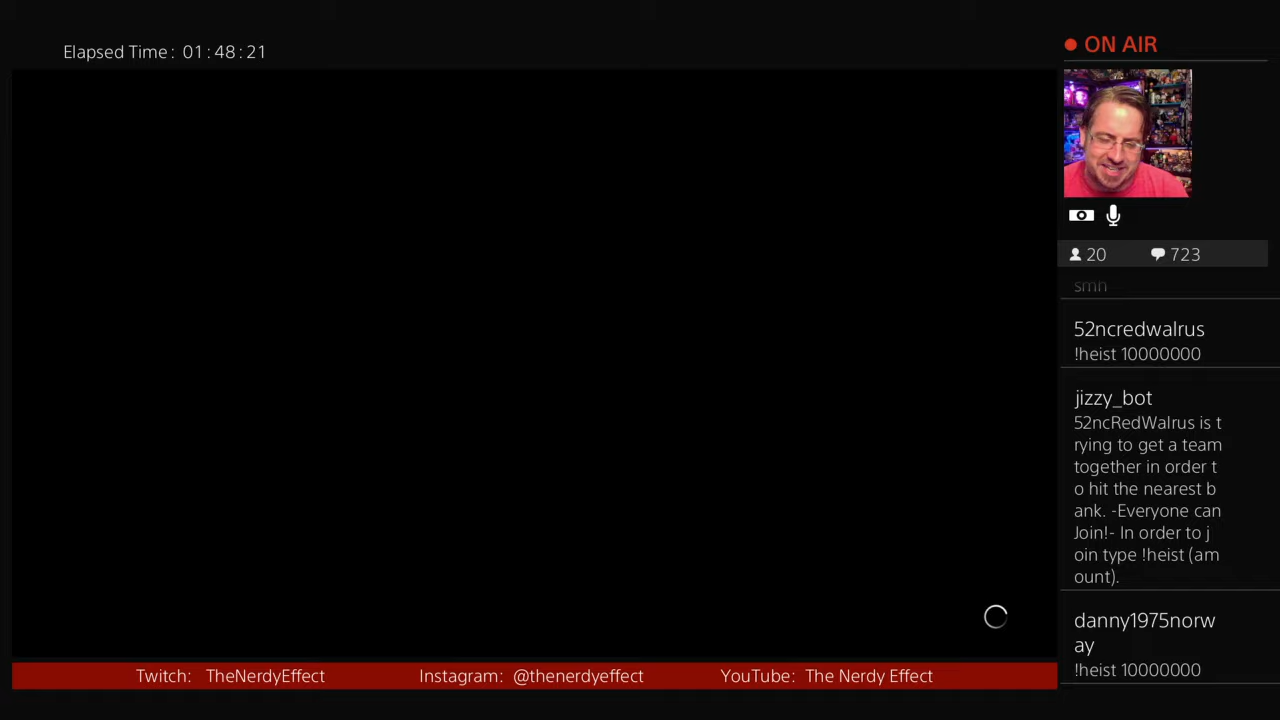 Elapsed Time: 01:48:21
ON AIR
20 723
smh
52ncredwalrus
!heist 10000000
jizzy_bot
52ncRedWalrus is t
rying to get a team
together in order t
o hit the nearest b
ank. -Everyone can
Join!- In order to j
oin type !heist (am
ount).
danny1975norw
ay
!heist 10000000
Twitch: TheNerdyEffect Instagram: @thenerdyeffect YouTube: The Nerdy Effect